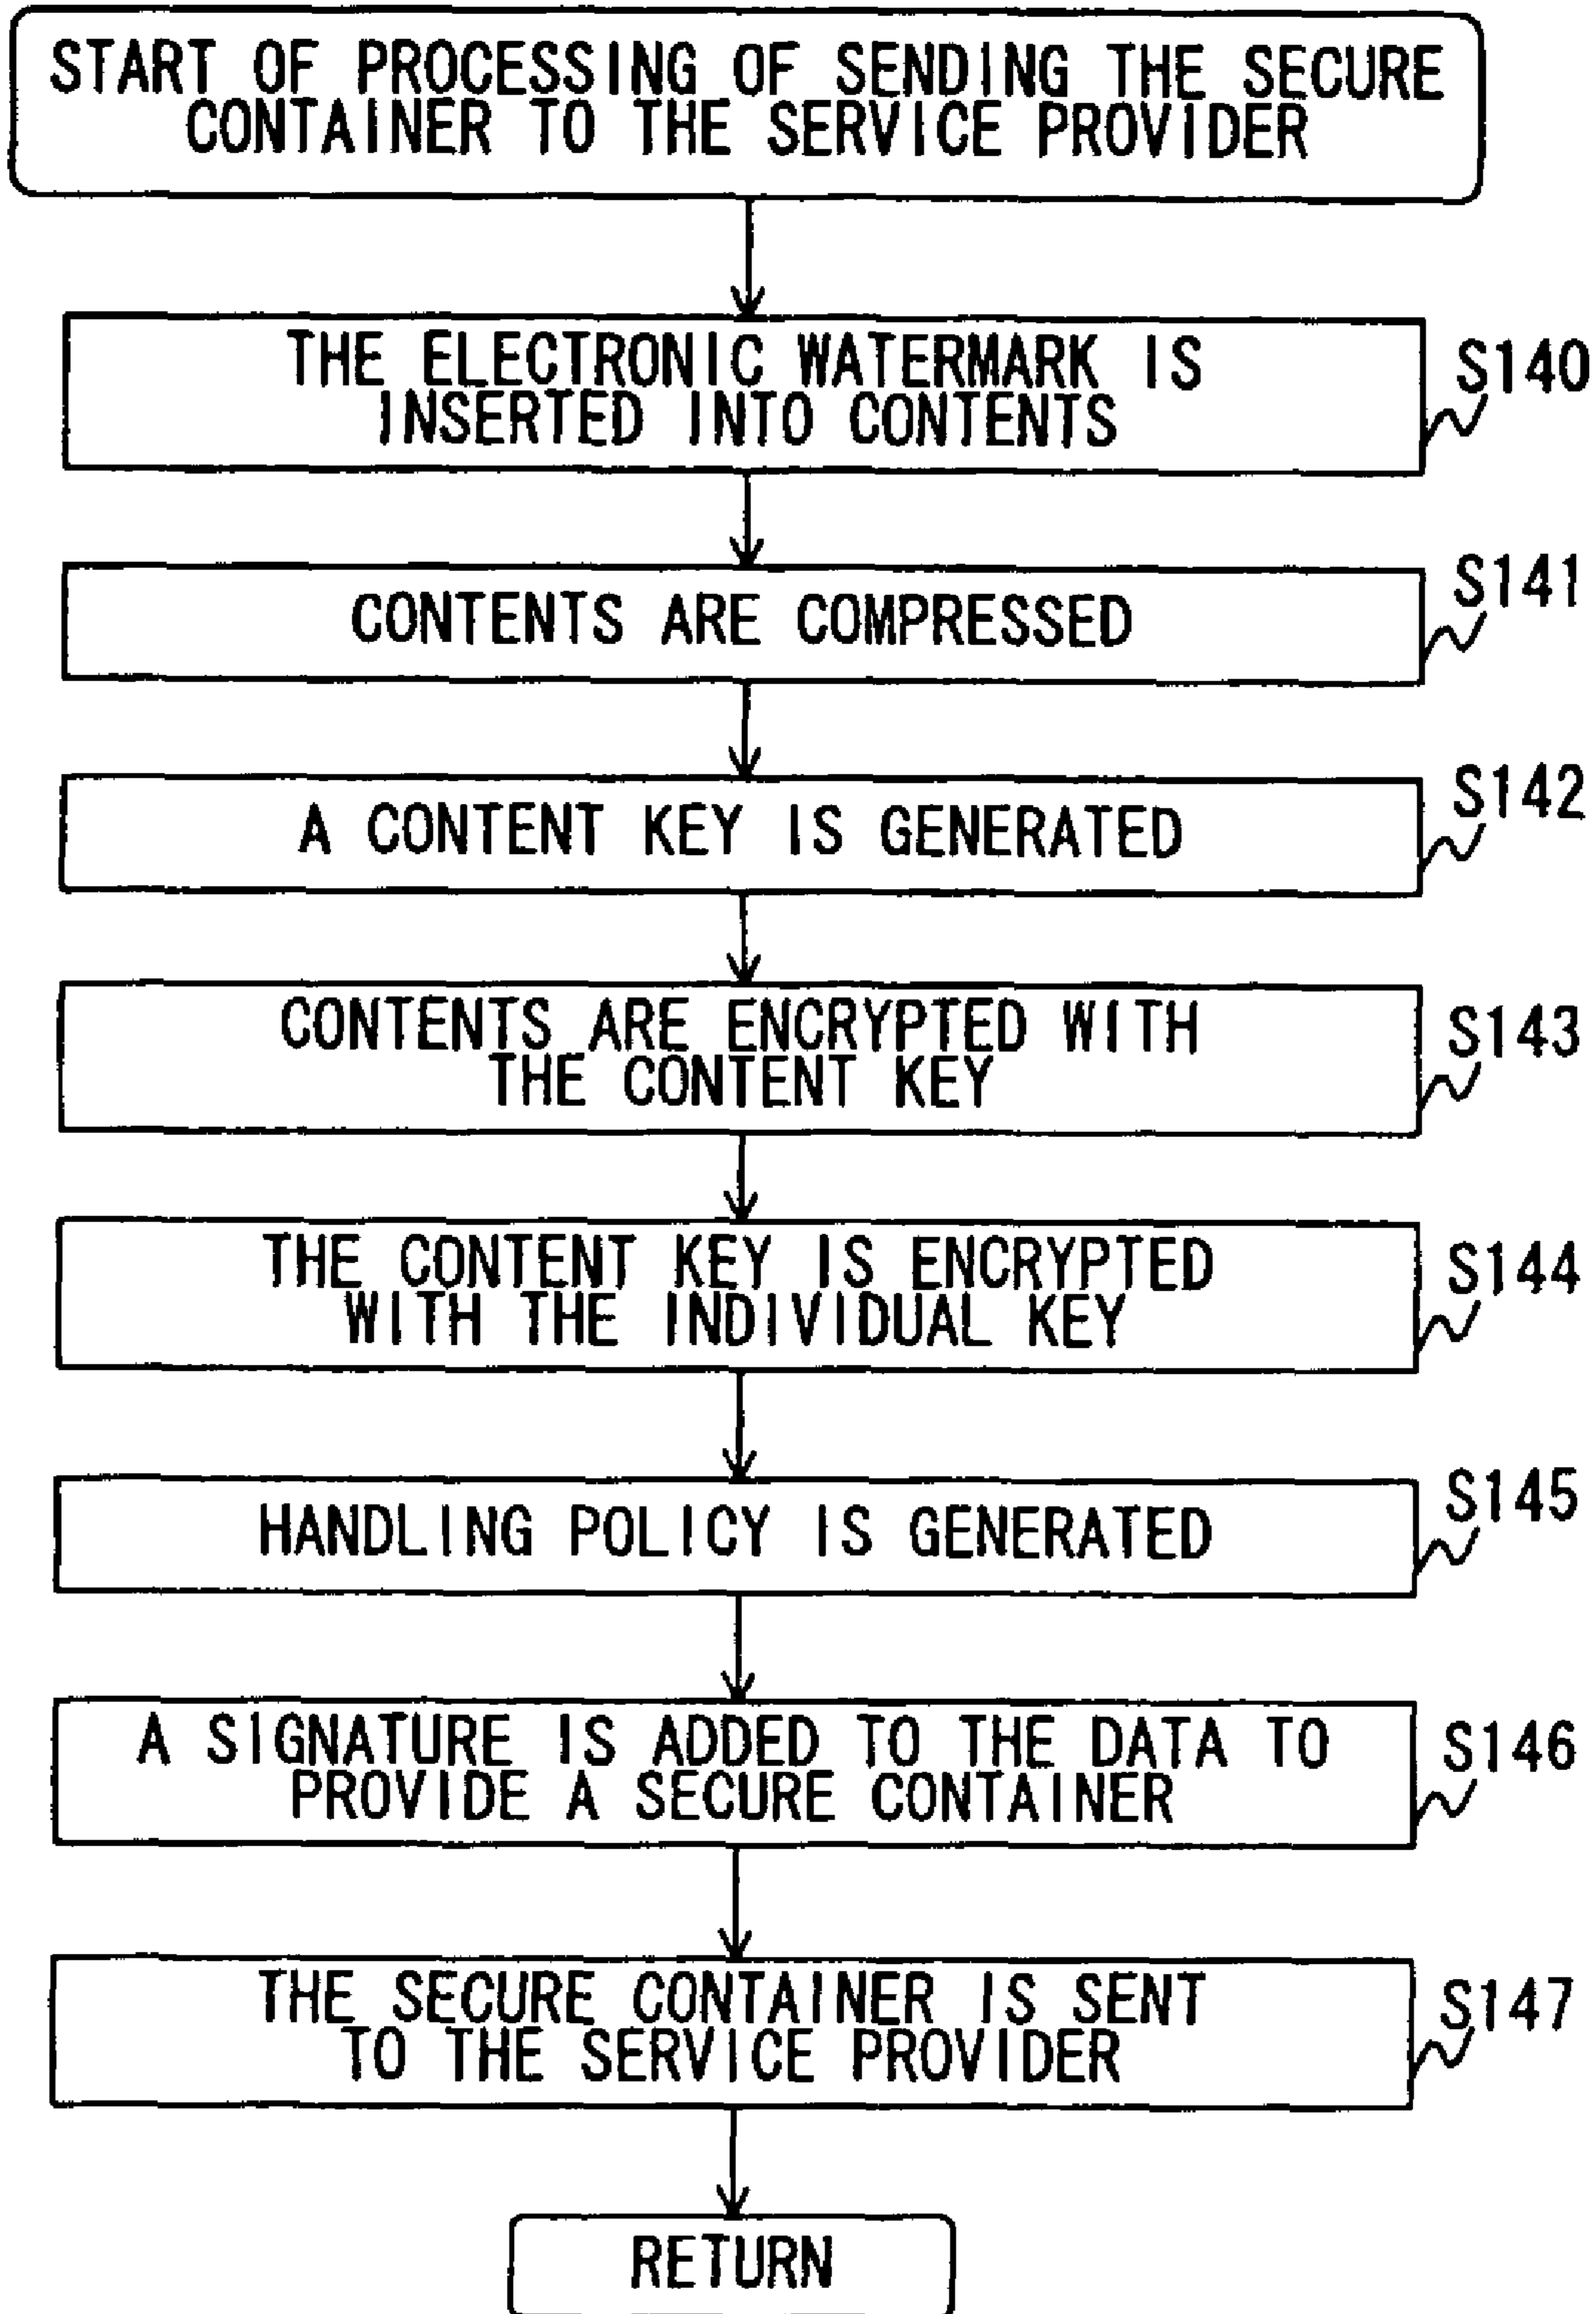 START OF PROCESSING OF SENDING THE SECURE
CONTAINER TO THE SERVICE PROVIDER
THE ELECTRONIC WATERMARK IS
INSERTED INTO CONTENTS
S140
CONTENTS ARE COMPRESSED
S141
A CONTENT KEY IS GENERATED
S142
CONTENTS ARE ENCRYPTED WITH
THE CONTENT KEY
S143
THE CONTENT KEY IS ENCRYPTED
WITH THE INDIVIDUAL KEY
S144
HANDLING POLICY IS GENERATED
S145
A SIGNATURE IS ADDED TO THE DATA TO
PROVIDE A SECURE CONTAINER
S146
THE SECURE CONTAINER IS SENT
TO THE SERVICE PROVIDER
S147
RETURN